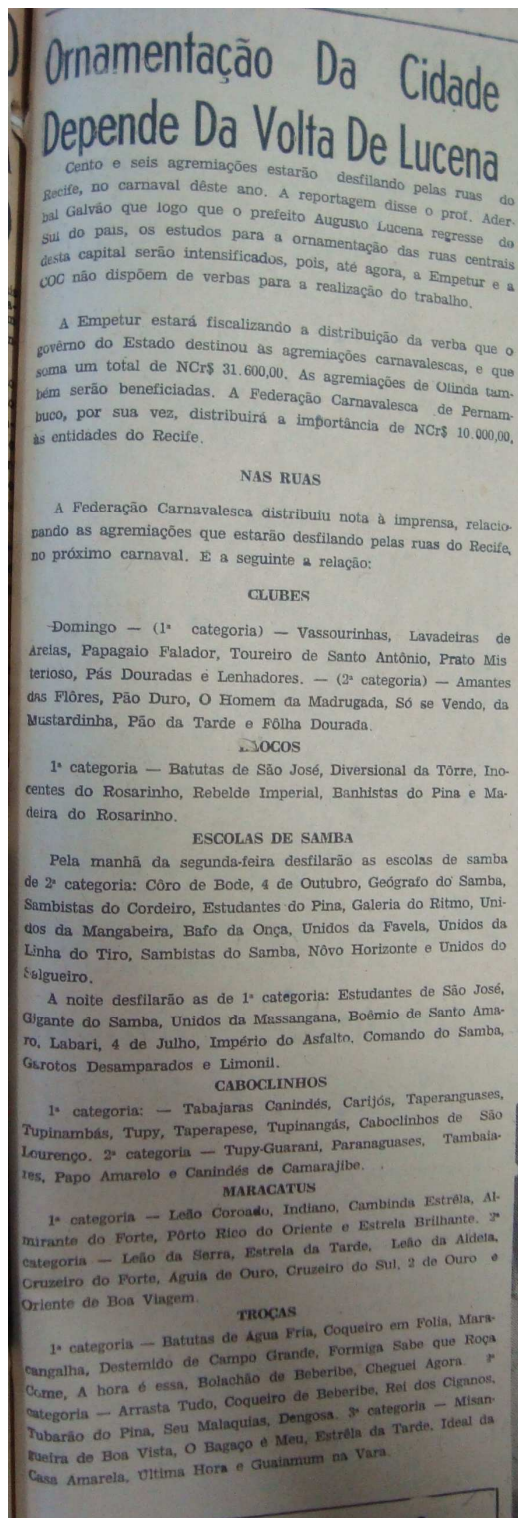 Ornamentação Da Cidade
Depende Da Volta De Lucena
Cento e seis agremiações estarão desfilando pelas ruas do
Recife, no carnaval dêste ano. A reportagem disse o prof. Ader-
bal Galvão que logo que o prefeito Augusto Lucena regresse do
Sul do país, os estudos para a ornamentação das ruas centrais
desta capital serão intensificados, pois, até agora, a Empetur e a
COC não dispõem de verbas para a realização do trabalho.
A Empetur estará fiscalizando a distribuição da verba que o
govêrno do Estado destinou às agremiações carnavalescas, e que
soma um total de NCr$ 31.600,00. As agremiações de Olinda tam-
bém serão beneficiadas. A Federação Carnavalesca de Pernam-
buco, por sua vez, distribuirá a importância de NCr$ 10.000,00,
às entidades do Recife.
NAS RUAS
A Federação Carnavalesca distribuiu nota à imprensa, relacio-
nando as agremiações que estarão desfilando pelas ruas do Recife,
no próximo carnaval. E a seguinte a relação:
CLUBES
Domingo — (1ª categoria) — Vassourinhas, Lavadeiras de
Areias, Papagaio Falador, Toureiro de Santo Antônio, Prato Mis
terioso, Pás Douradas e Lenhadores. — (2ª categoria) — Amantes
das Flôres, Pão Duro, O Homem da Madrugada, Só se Vendo, da
Mustardinha, Pão da Tarde e Fôlha Dourada.
BLOCOS
1ª categoria — Batutas de São José, Diversional da Tôrre, Ino-
centes do Rosarinho, Rebelde Imperial, Banhistas do Pina e Ma-
deira do Rosarinho.
ESCOLAS DE SAMBA
Pela manhã da segunda-feira desfilarão as escolas de samba
de 2ª categoria: Côro de Bode, 4 de Outubro, Geógrafo do Samba,
Sambistas do Cordeiro, Estudantes do Pina, Galeria do Ritmo, Uni-
dos da Mangabeira, Bafo da Onça, Unidos da Favela, Unidos da
Linha do Tiro, Sambistas do Samba, Nôvo Horizonte e Unidos do
Salgueiro.
A noite desfilarão as de 1ª categoria: Estudantes de São José,
Gigante do Samba, Unidos da Massangana, Boêmio de Santo Ama-
ro, Labari, 4 de Julho, Império do Asfalto, Comando do Samba,
Garotos Desamparados e Limonil.
CABOCLINHOS
1ª categoria: — Tabajaras Canindés, Carijós, Taperanguases,
Tupinambás, Tupy, Taperapese, Tupinangás, Caboclinhos de São
Lourenço. 2ª categoria — Tupy-Guarani, Paranaguases, Tambaia-
res, Papo Amarelo e Canindés de Camarajibe.
MARACATUS
1ª categoria — Leão Coroado, Indiano, Cambinda Estrêla, Al-
mirante do Forte, Pôrto Rico do Oriente e Estrela Brilhante. 2ª
categoria — Leão da Serra, Estrela da Tarde, Leão da Aldeia,
Cruzeiro do Forte, Aguia de Ouro, Cruzeiro do Sul, 2 de Ouro e
Oriente de Boa Viagem.
TROÇAS
1ª categoria — Batutas de Água Fria, Coqueiro em Folia, Mara-
cangalha, Destemido de Campo Grande, Formiga Sabe que Roça
Come, A hora é essa, Bolachão de Beberibe, Cheguei Agora. 2ª
categoria — Arrasta Tudo, Coqueiro de Beberibe, Rei dos Ciganos,
Tubarão do Pina, Seu Malaquias, Dengosa. 3ª categoria — Misan-
gueira de Boa Vista, O Bagaço é Meu, Estrêla da Tarde, Ideal da
Casa Amarela, Ultima Hora e Guaiamum na Vara.